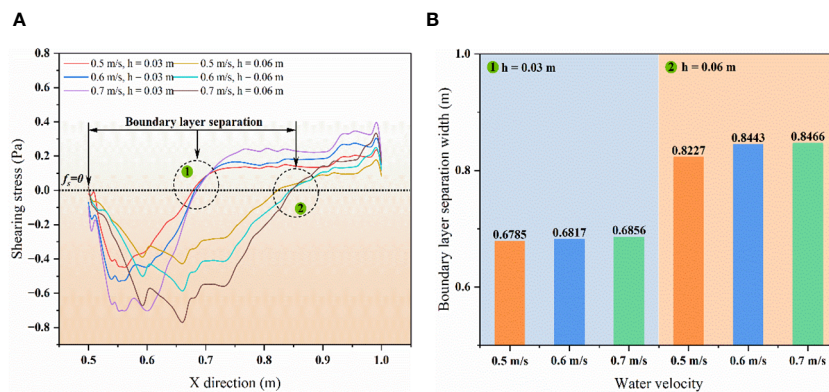 A
Shearing stress (Pa)
0.8
0.6
0.4
0.2
0.0
−0.2
−0.4
−0.6
−0.8
0.5 m/s, h = 0.03 m
0.5 m/s, h = 0.06 m
0.6 m/s, h − 0.03 m
0.6 m/s, h − 0.06 m
0.7 m/s, h = 0.03 m
0.7 m/s, h = 0.06 m
Boundary layer separation
1
fs=0
2
0.5 0.6 0.7 0.8 0.9 1.0
X direction (m)
B
Boundary layer separation width (m)
1.0
0.8
0.6
1 h = 0.03 m
2 h = 0.06 m
0.6785
0.6817
0.6856
0.8227
0.8443
0.8466
0.5 m/s 0.6 m/s 0.7 m/s 0.5 m/s 0.6 m/s 0.7 m/s
Water velocity